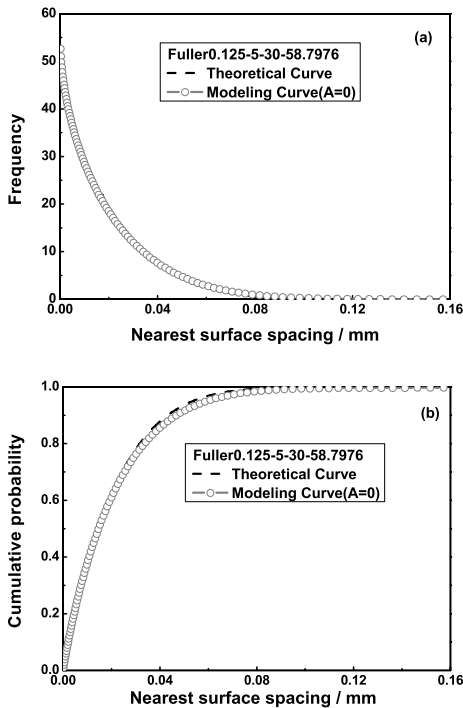 60
(a)
50
Fuller0.125-5-30-58.7976
Theoretical Curve
40
Modeling Curve(A=0)
Frequency
30
20
10
0
0.00 0.04 0.08 0.12 0.16
Nearest surface spacing / mm
1.0
(b)
0.8
Fuller0.125-5-30-58.7976
Theoretical Curve
Modeling Curve(A=0)
Cumulative probability
0.6
0.4
0.2
0.0
0.00 0.04 0.08 0.12 0.16
Nearest surface spacing / mm